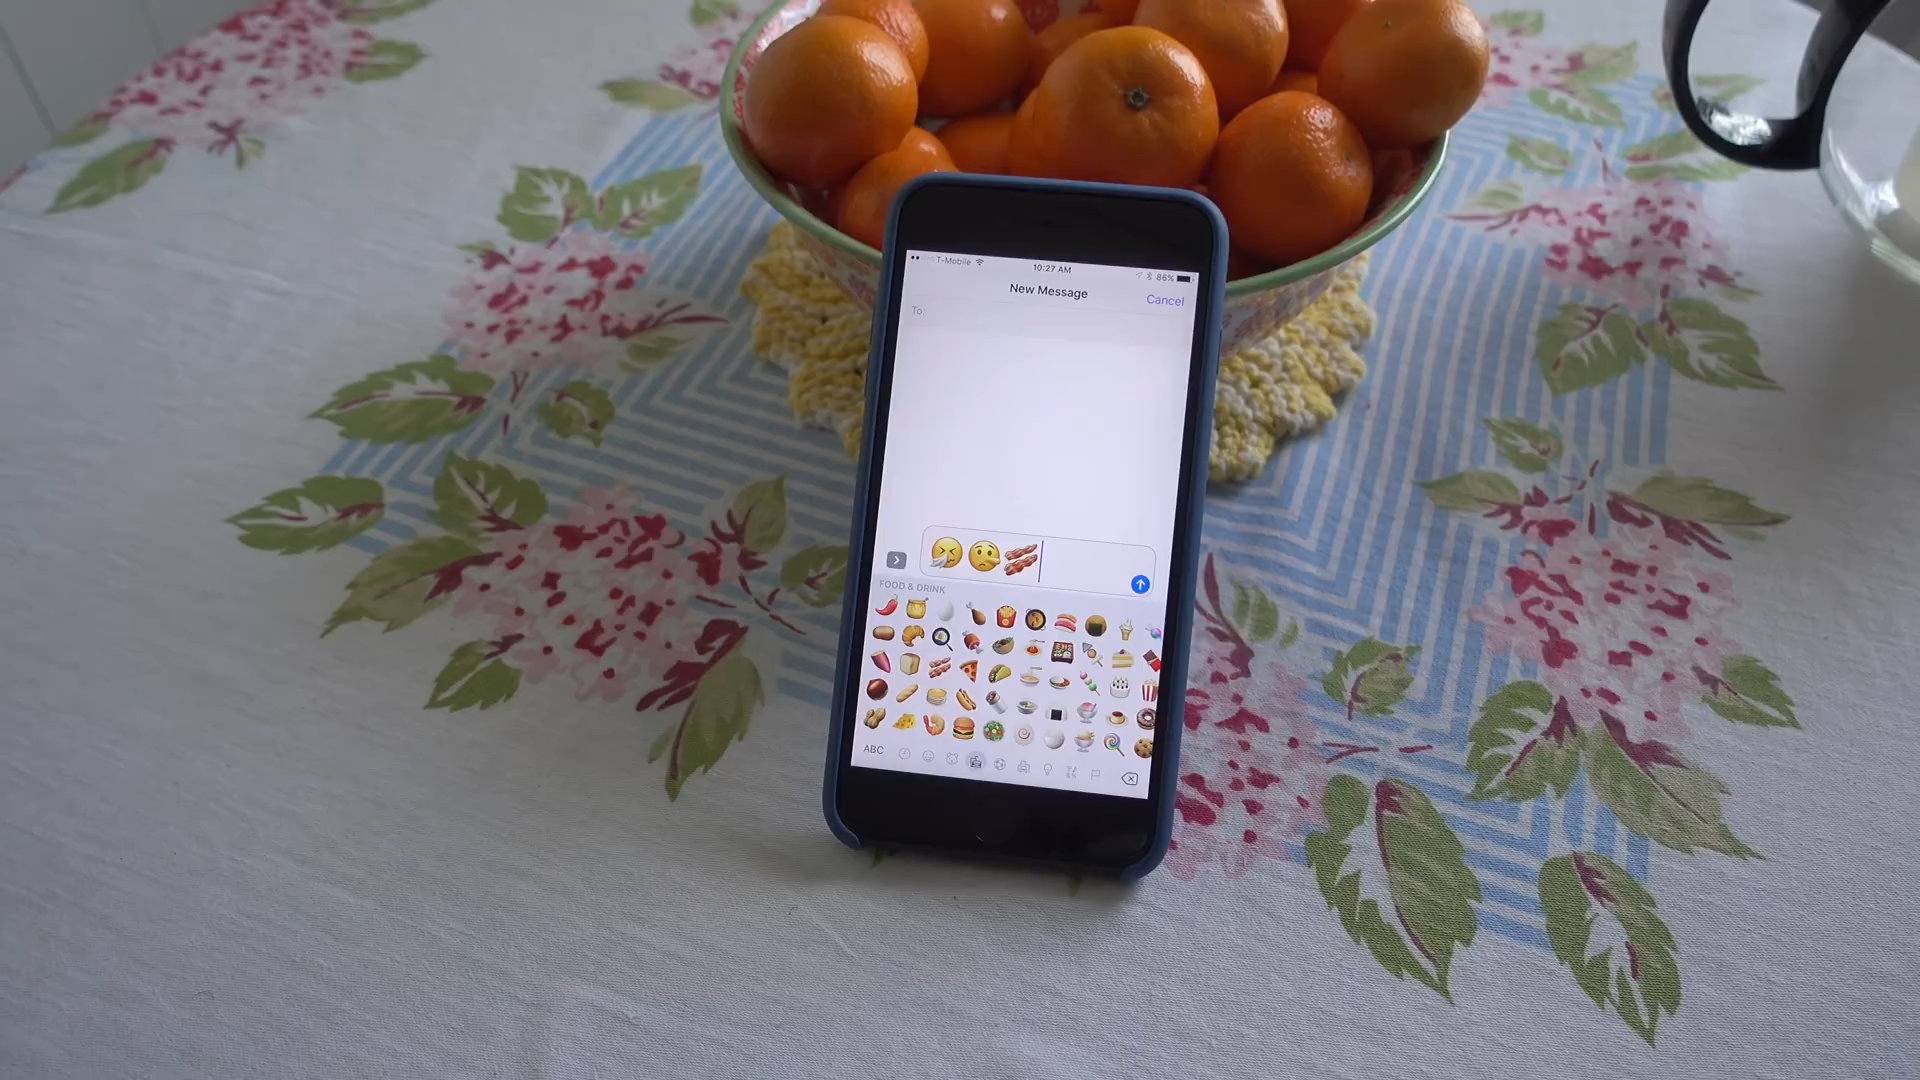 T-Mobile 10:27 AM 86%
New Message Cancel
To:
FOOD & DRINK
ABC